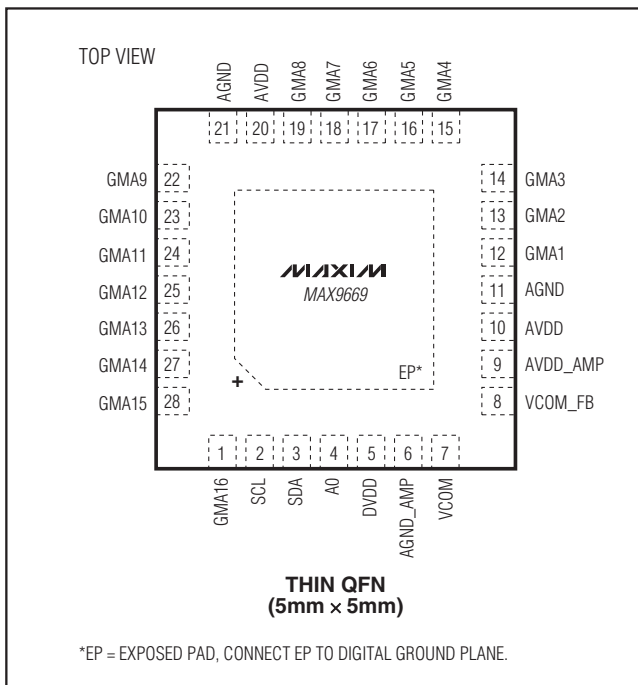 TOP VIEW
AGND
AVDD
GMA8
GMA7
GMA6
GMA5
GMA4
21 20 19 18 17 16 15
GMA9 22
GMA10 23
GMA11 24
GMA12 25
GMA13 26
GMA14 27
GMA15 28
14 GMA3
13 GMA2
12 GMA1
11 AGND
10 AVDD
9 AVDD_AMP
8 VCOM_FB
MAXIM
MAX9669
EP*
+
1 2 3 4 5 6 7
GMA16
SCL
SDA
A0
DVDD
AGND_AMP
VCOM
THIN QFN
(5mm × 5mm)
*EP = EXPOSED PAD, CONNECT EP TO DIGITAL GROUND PLANE.